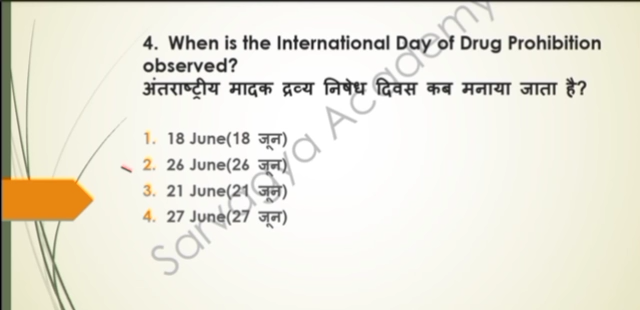 4. When is the International Day of Drug Prohibition
observed?
अंतराष्ट्रीय मादक द्रव्य निषेध दिवस कब मनाया जाता है?
1. 18 June(18 जून)
2. 26 June(26 जून)
3. 21 June(21 जून)
4. 27 June(27 जून)
Sarvagya Academy